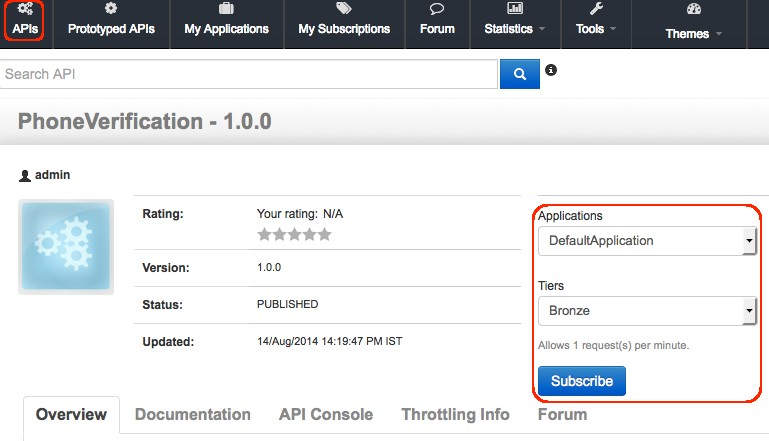 APIs
Prototyped APIs
My Applications
My Subscriptions
Forum
Statistics
Tools
Themes
Search API
PhoneVerification - 1.0.0
admin
Rating:
Your rating: N/A
Version:
1.0.0
Status:
PUBLISHED
Updated:
14/Aug/2014 14:19:47 PM IST
Applications
DefaultApplication
Tiers
Bronze
Allows 1 request(s) per minute.
Subscribe
Overview
Documentation
API Console
Throttling Info
Forum